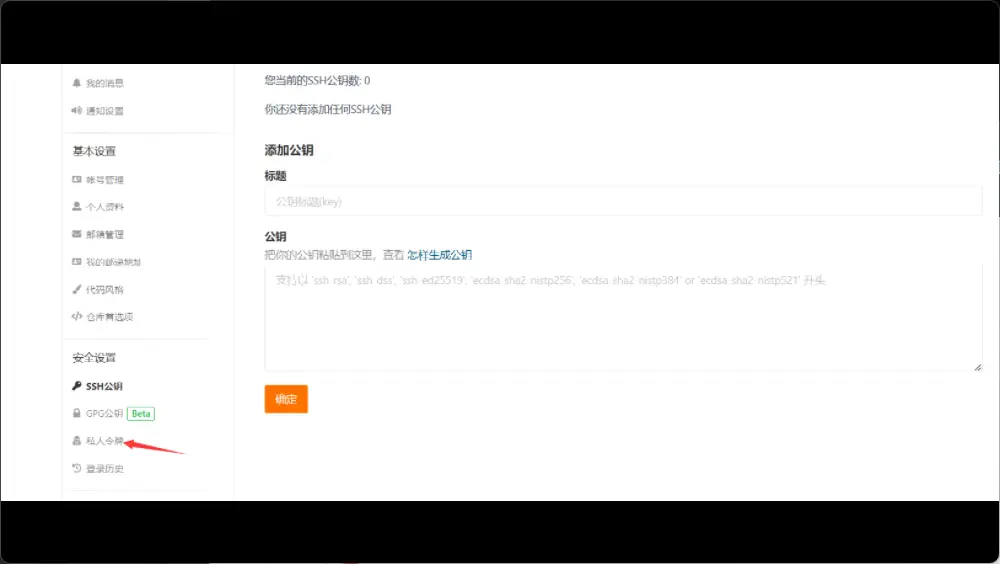 我的消息
通知设置
基本设置
帐号管理
个人资料
邮箱管理
我的邮递地址
代码风格
仓库首选项
安全设置
SSH公钥
GPG公钥 Beta
私人令牌
登录历史
您当前的SSH公钥数: 0
你还没有添加任何SSH公钥
添加公钥
标题
公钥标题(key)
公钥
把你的公钥粘贴到这里，查看 怎样生成公钥
支持以 'ssh-rsa', 'ssh-dss', 'ssh-ed25519', 'ecdsa-sha2-nistp256', 'ecdsa-sha2-nistp384' or 'ecdsa-sha2-nistp521' 开头
确定